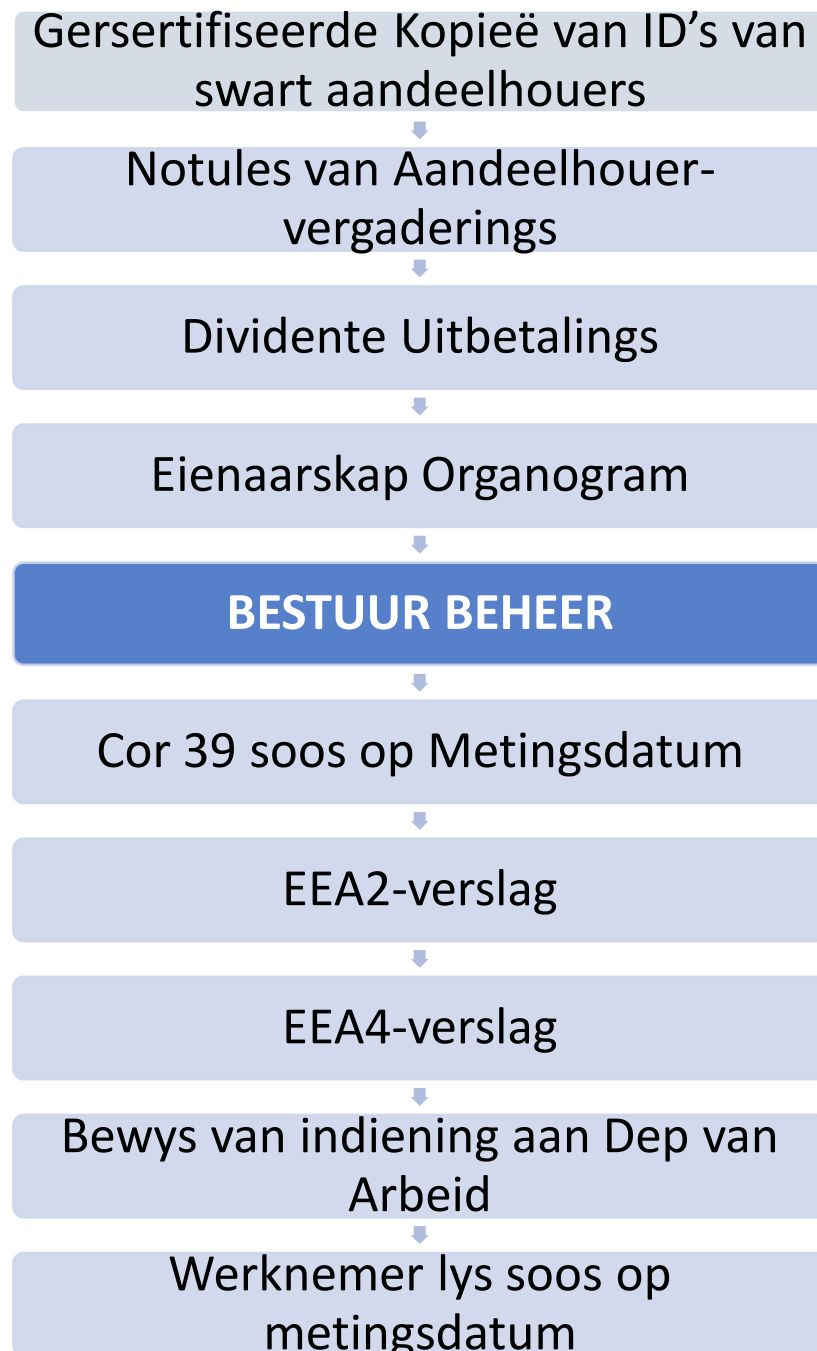 Gersertifiseerde Kopieë van ID’s van
swart aandeelhouers
Notules van Aandeelhouer-
vergaderings
Dividente Uitbetalings
Eienaarskap Organogram
BESTUUR BEHEER
Cor 39 soos op Metingsdatum
EEA2-verslag
EEA4-verslag
Bewys van indiening aan Dep van
Arbeid
Werknemer lys soos op
metingsdatum